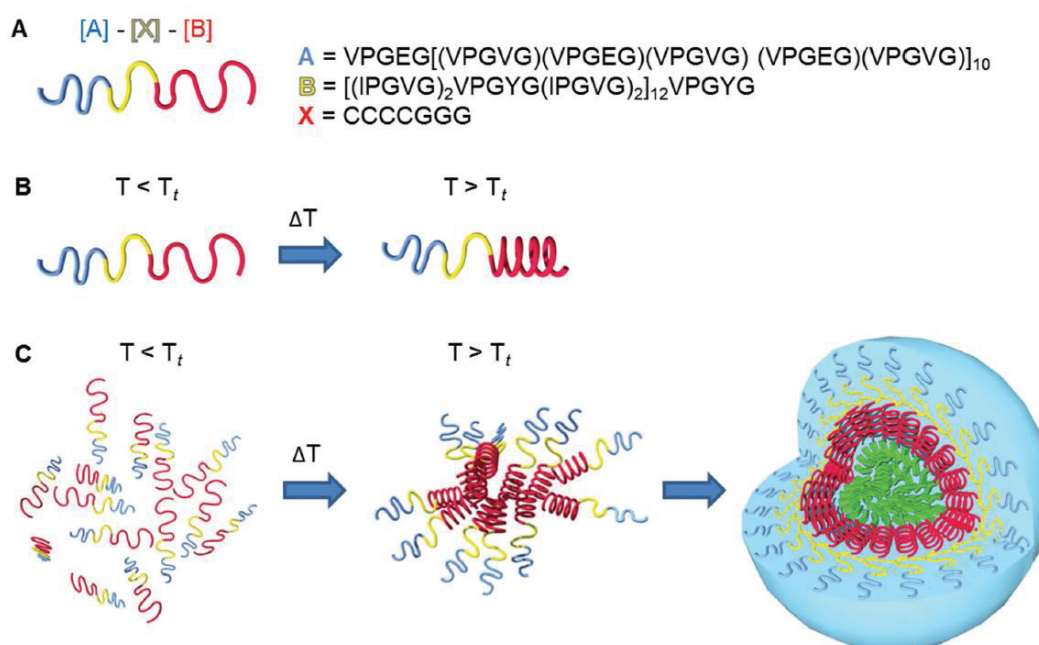 A
[A] - [X] - [B]
A = VPGEG[(VPGVG)(VPGEG)(VPGVG) (VPGEG)(VPGVG)]10
B = [(IPGVG)2VPGYG(IPGVG)2]12VPGYG
X = CCCCGGG
B
T < Tt
T > Tt
ΔT
C
T < Tt
T > Tt
ΔT